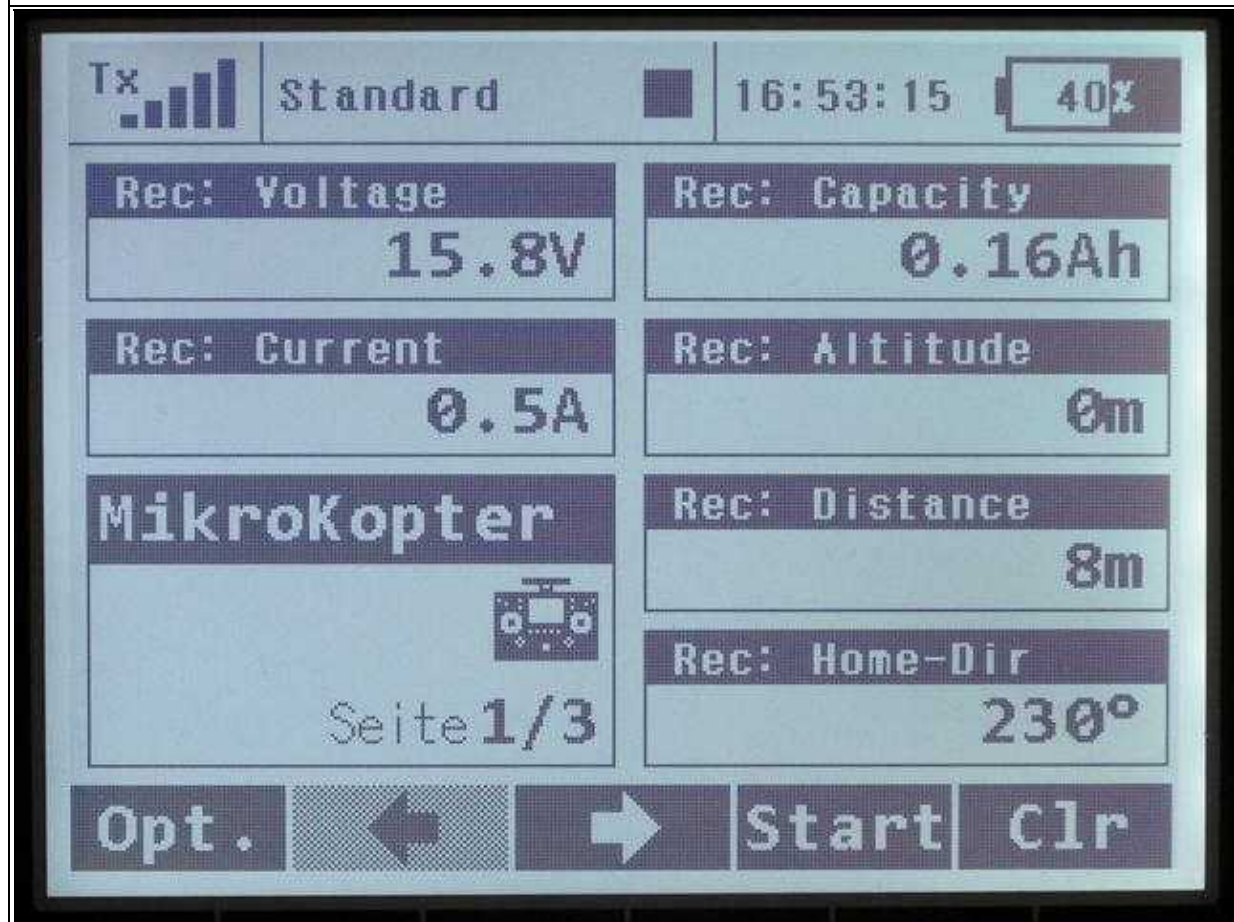 Tx Standard 16:53:15 40%
Rec: Voltage
15.8V
Rec: Current
0.5A
MikroKopter
Seite 1/3
Rec: Capacity
0.16Ah
Rec: Altitude
0m
Rec: Distance
8m
Rec: Home-Dir
230°
Opt. Start Clr